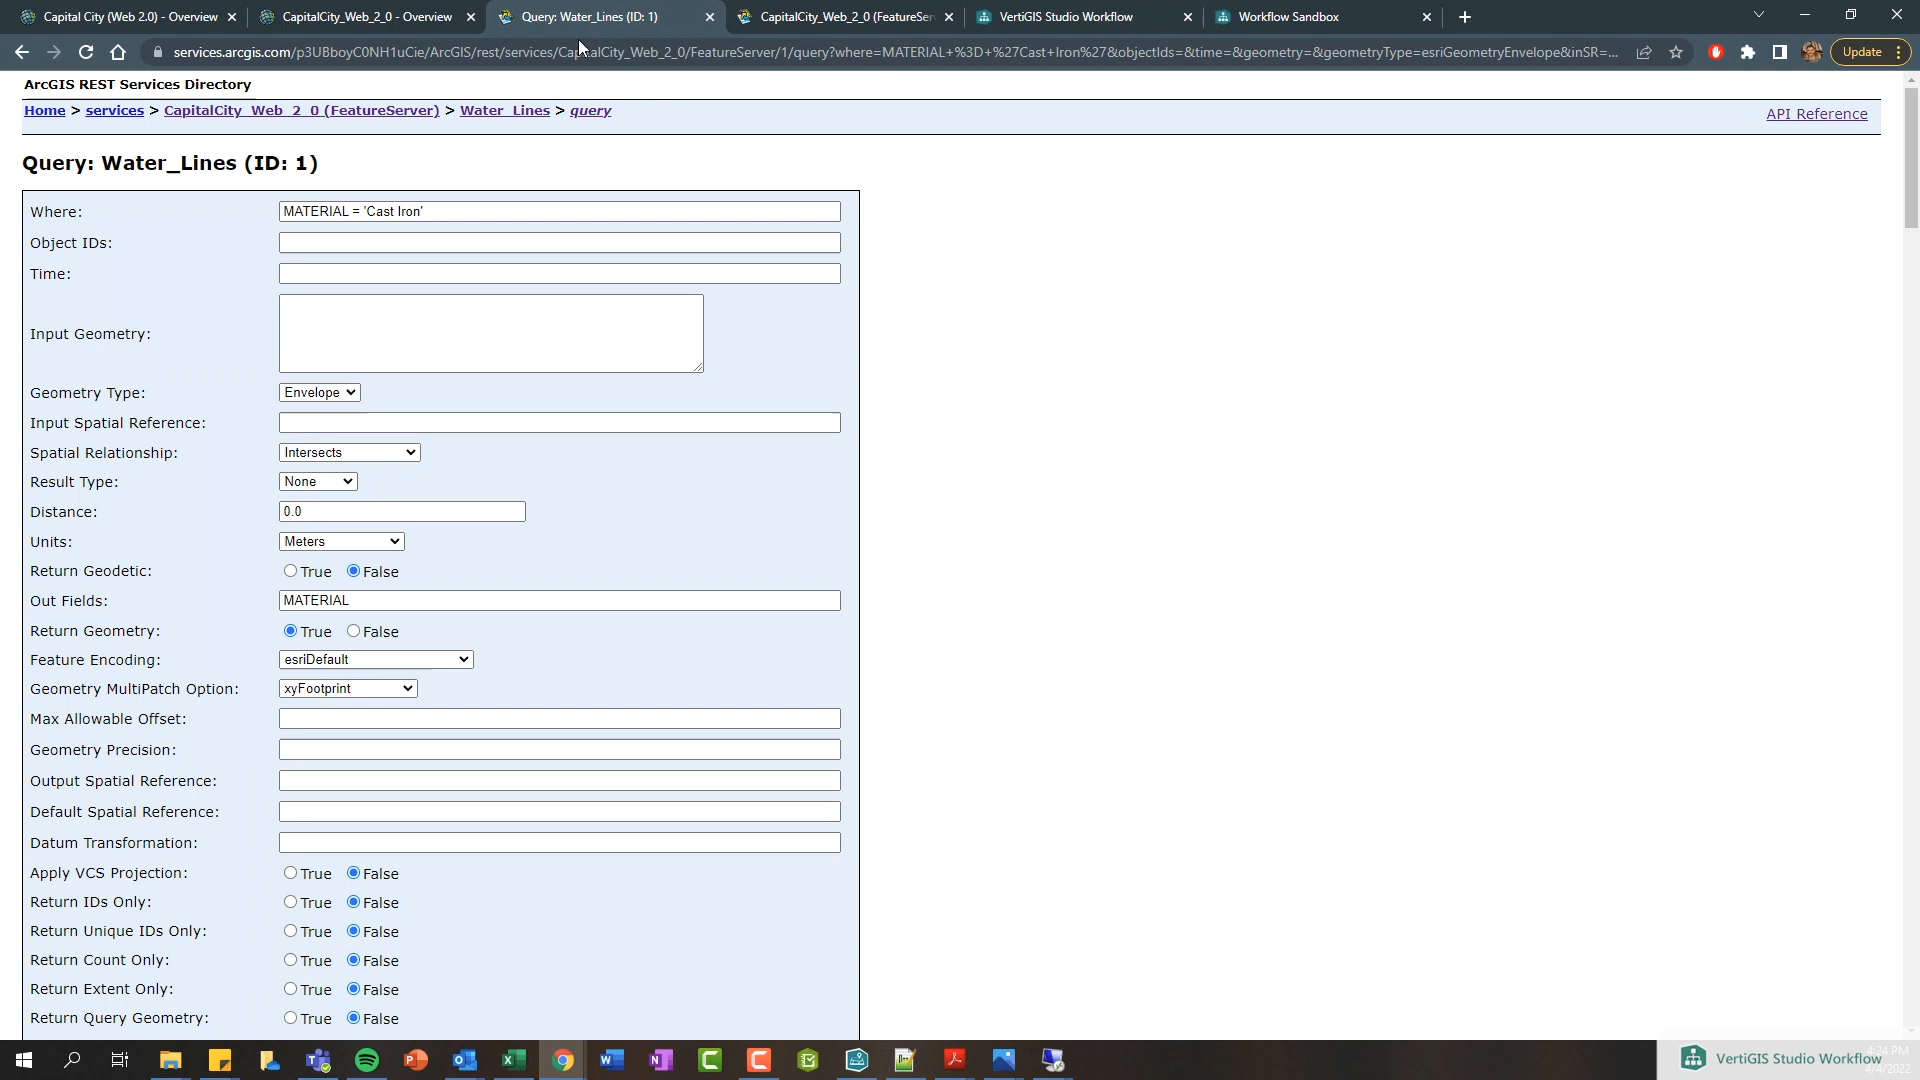 Capital City (Web 2.0) - Overview
CapitalCity_Web_2_0 - Overview
Query: Water_Lines (ID: 1)
CapitalCity_Web_2_0 (FeatureSer
VertiGIS Studio Workflow
Workflow Sandbox
services.arcgis.com/p3UBboyC0NH1uCie/ArcGIS/rest/services/CapitalCity_Web_2_0/FeatureServer/1/query?where=MATERIAL+%3D+%27Cast+Iron%27&objectIds=&time=&geometry=&geometryType=esriGeometryEnvelope&inSR=...
Update
ArcGIS REST Services Directory
Home > services > CapitalCity_Web_2_0 (FeatureServer) > Water_Lines > query
API Reference
Query: Water_Lines (ID: 1)
Where: MATERIAL = 'Cast Iron'
Object IDs:
Time:
Input Geometry:
Geometry Type: Envelope
Input Spatial Reference:
Spatial Relationship: Intersects
Result Type: None
Distance: 0.0
Units: Meters
Return Geodetic: True False
Out Fields: MATERIAL
Return Geometry: True False
Feature Encoding: esriDefault
Geometry MultiPatch Option: xyFootprint
Max Allowable Offset:
Geometry Precision:
Output Spatial Reference:
Default Spatial Reference:
Datum Transformation:
Apply VCS Projection: True False
Return IDs Only: True False
Return Unique IDs Only: True False
Return Count Only: True False
Return Extent Only: True False
Return Query Geometry: True False
VertiGIS Studio Workflow
4:24 PM
4/4/2022